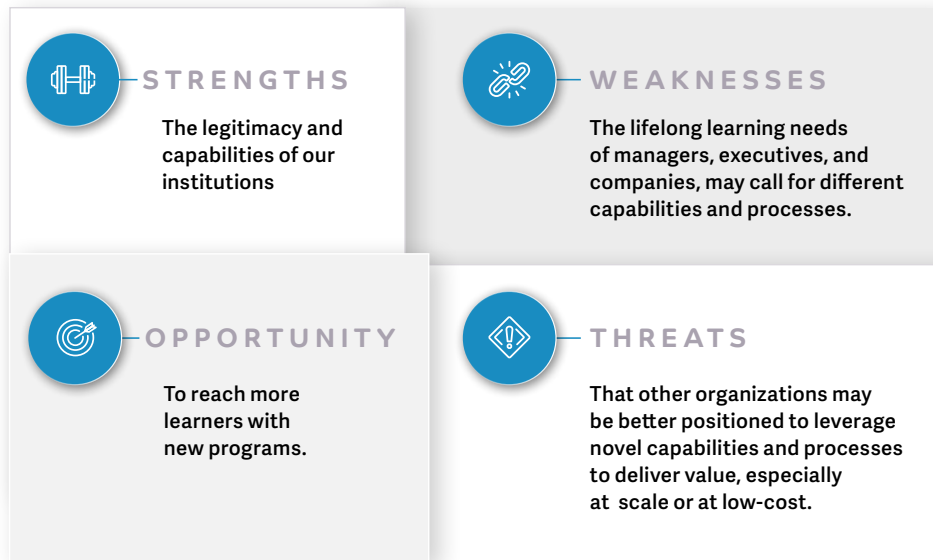 STRENGTHS
The legitimacy and
capabilities of our
institutions
WEAKNESSES
The lifelong learning needs
of managers, executives, and
companies, may call for different
capabilities and processes.
OPPORTUNITY
To reach more
learners with
new programs.
THREATS
That other organizations may
be better positioned to leverage
novel capabilities and processes
to deliver value, especially
at scale or at low-cost.